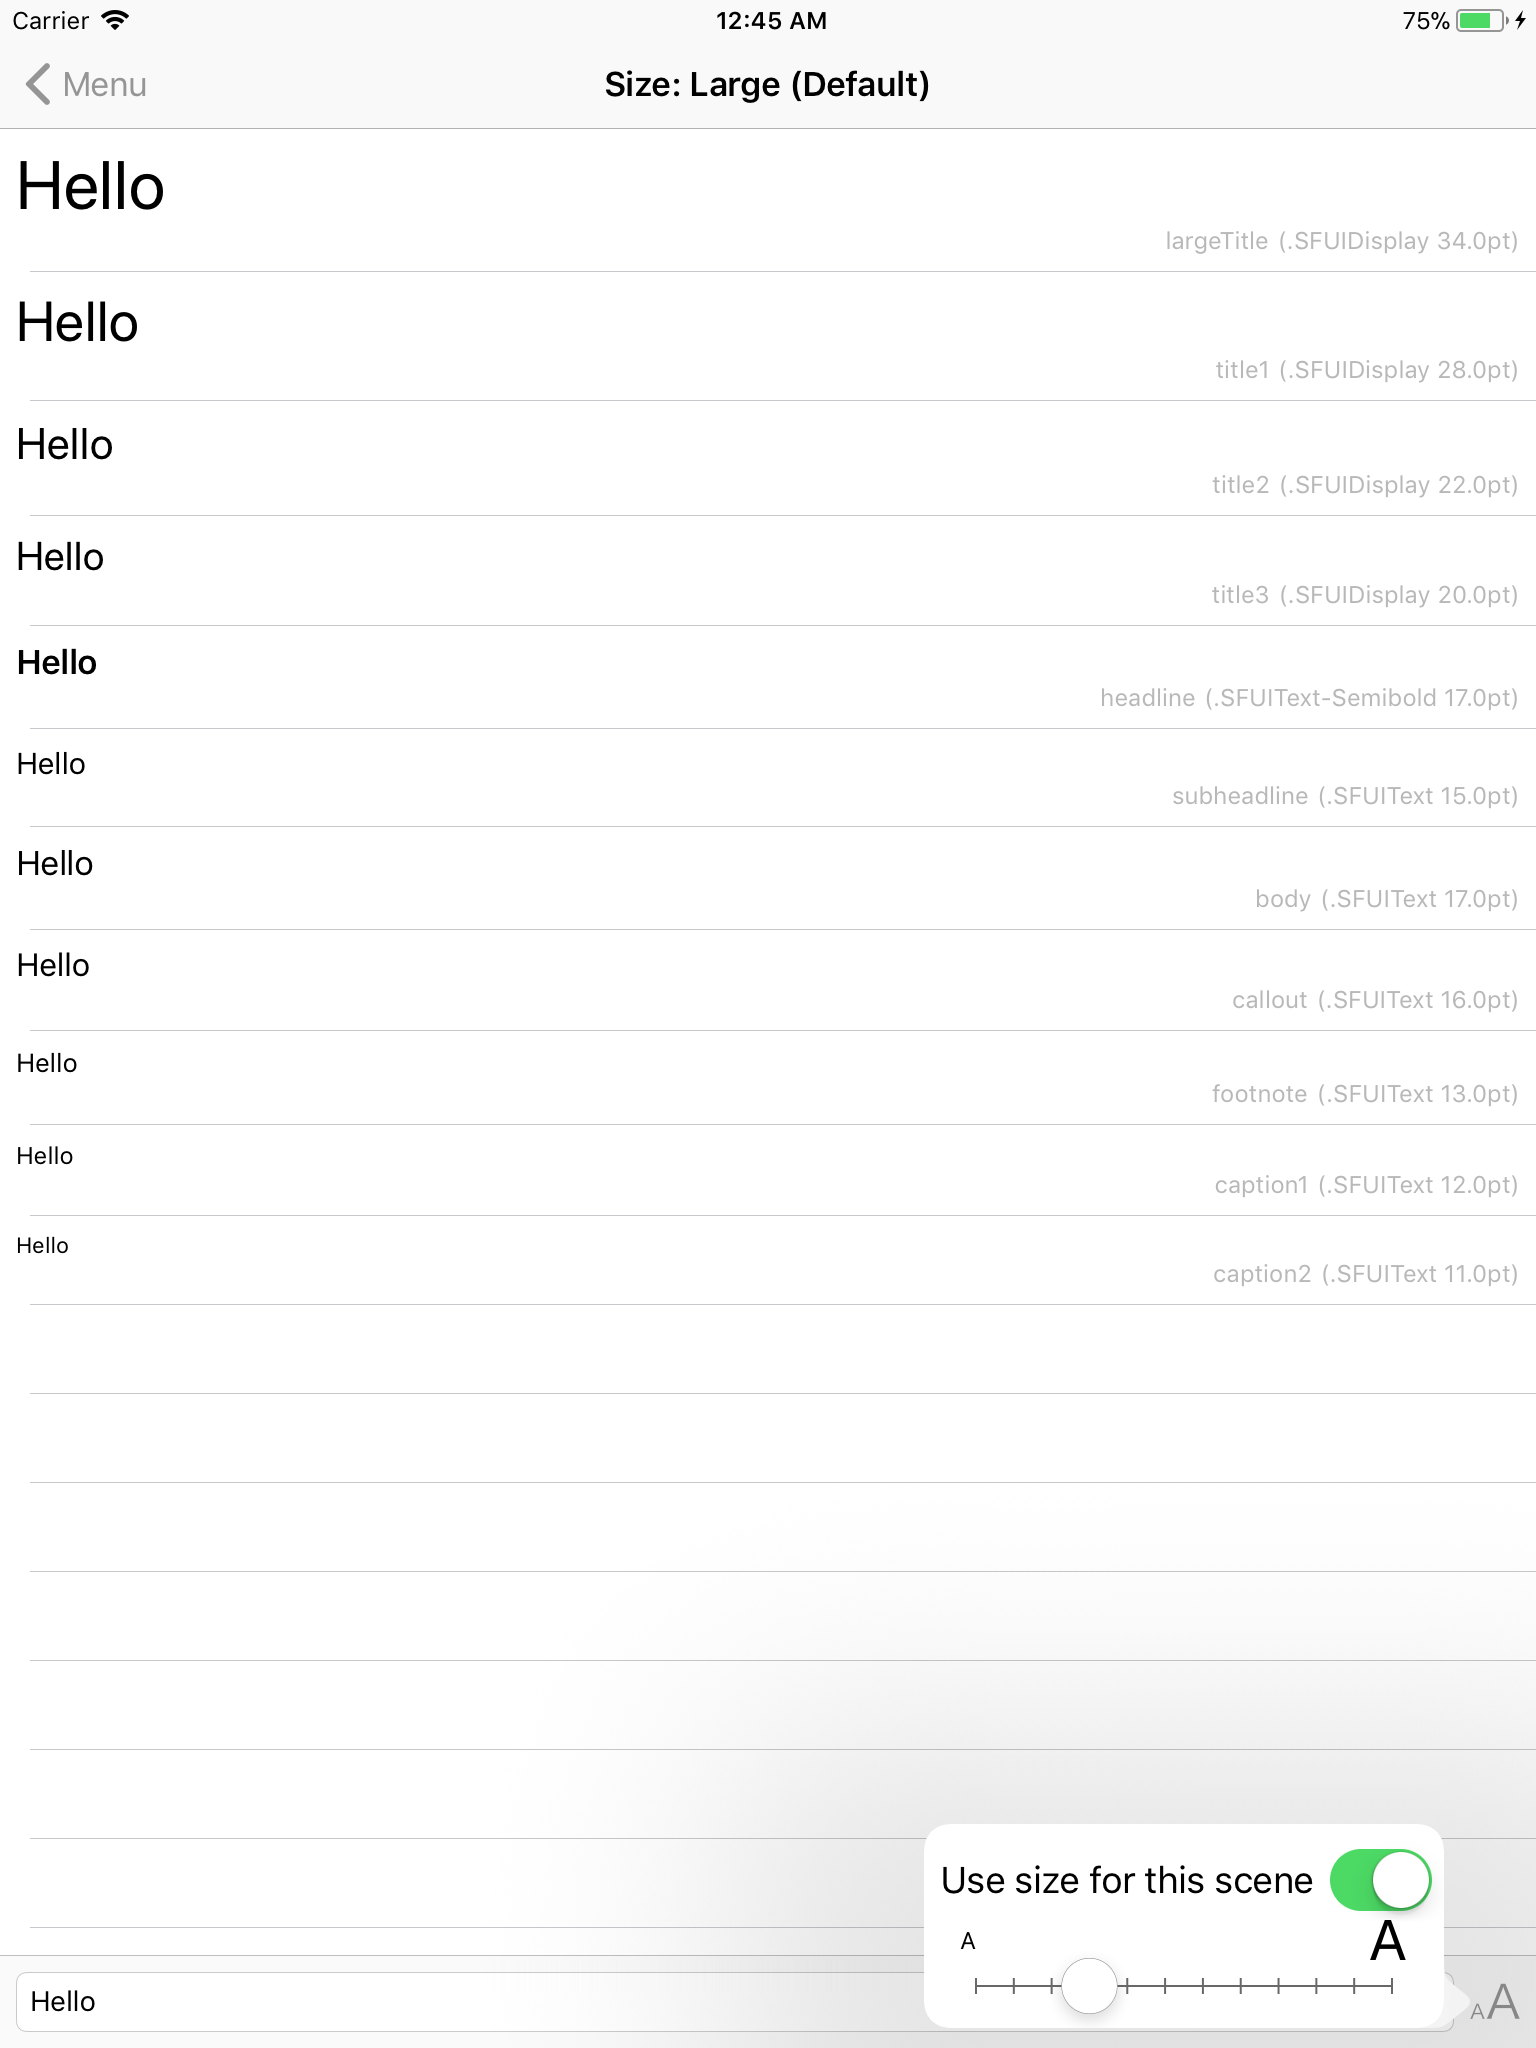 Carrier 12:45 AM 75%
Menu Size: Large (Default)
Hello
largeTitle (.SFUIDisplay 34.0pt)
Hello
title1 (.SFUIDisplay 28.0pt)
Hello
title2 (.SFUIDisplay 22.0pt)
Hello
title3 (.SFUIDisplay 20.0pt)
Hello
headline (.SFUIText-Semibold 17.0pt)
Hello
subheadline (.SFUIText 15.0pt)
Hello
body (.SFUIText 17.0pt)
Hello
callout (.SFUIText 16.0pt)
Hello
footnote (.SFUIText 13.0pt)
Hello
caption1 (.SFUIText 12.0pt)
Hello
caption2 (.SFUIText 11.0pt)
Use size for this scene
A A
Hello AA